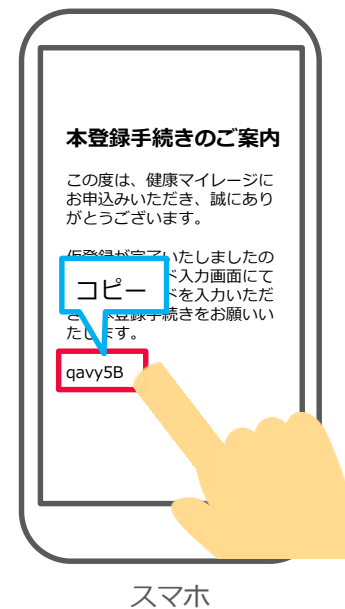 本登録手続きのご案内
この度は、健康マイレージに
お申込みいただき、誠にあり
がとうございます。
仮登録が完了いたしましたの
ド入力画面にて
ドを入力いただ
き、本登録手続きをお願いい
たします。
コピー
qavy5B
スマホ